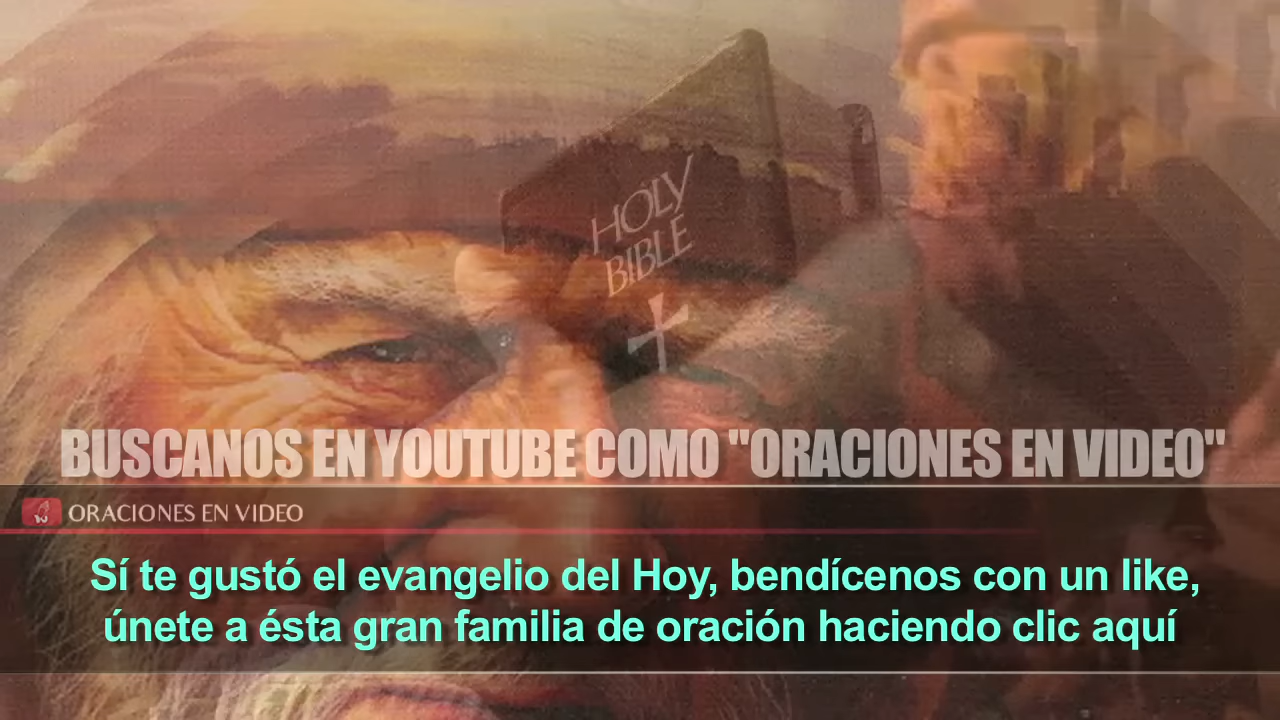 HOLY
BIBLE
BUSCANOS EN YOUTUBE COMO "ORACIONES EN VIDEO"
ORACIONES EN VIDEO
Sí te gustó el evangelio del Hoy, bendícenos con un like,
únete a ésta gran familia de oración haciendo clic aquí